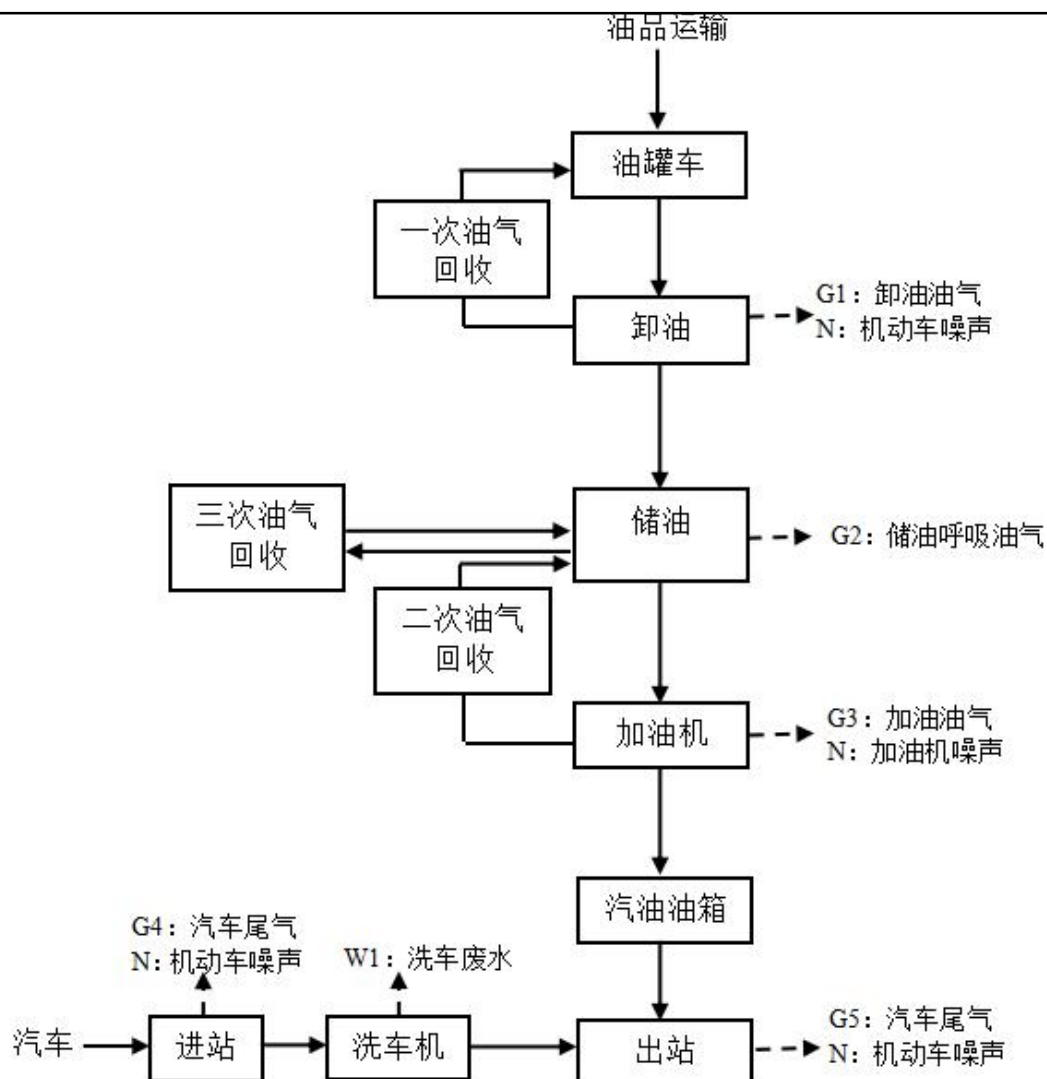 油品运输
油罐车
一次油气
回收
卸油
G1：卸油油气
N：机动车噪声
三次油气
回收
储油
G2：储油呼吸油气
二次油气
回收
加油机
G3：加油油气
N：加油机噪声
汽油油箱
G4：汽车尾气
N：机动车噪声
W1：洗车废水
汽车
进站
洗车机
出站
G5：汽车尾气
N：机动车噪声